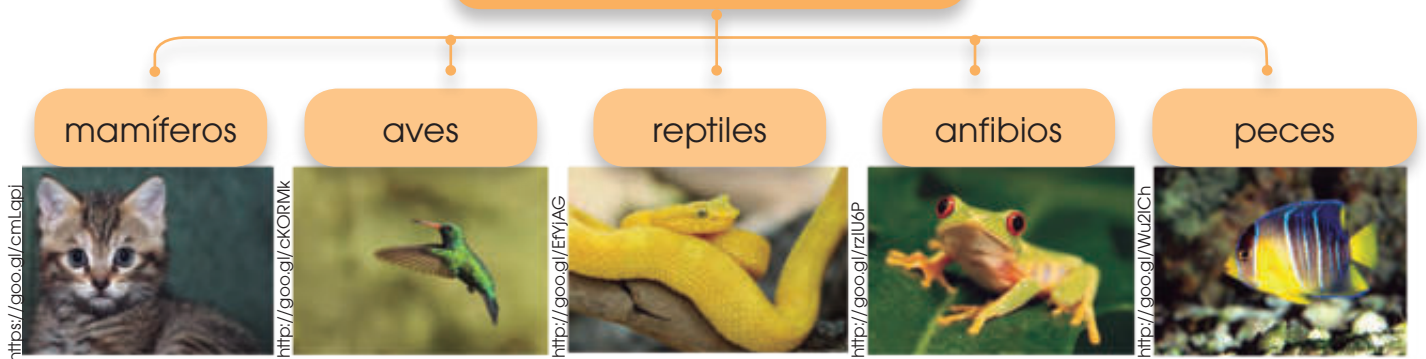 mamíferos
aves
reptiles
anfibios
peces
https://goo.gl/cmLqpj
http://goo.gl/cKORMk
http://goo.gl/EfYjAG
http://goo.gl/rzIU6P
http://goo.gl/Wu2lCh